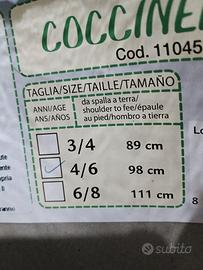 COCCINE
Cod. 11045
TAGLIA/SIZE/TAILLE/TAMAÑO
ANNI/AGE
ANS/AÑOS
da spalla a terra/
shoulder to fee/épaule
au pied/hombro a tierra
3/4 89 cm
4/6 98 cm
6/8 111 cm
8
subito